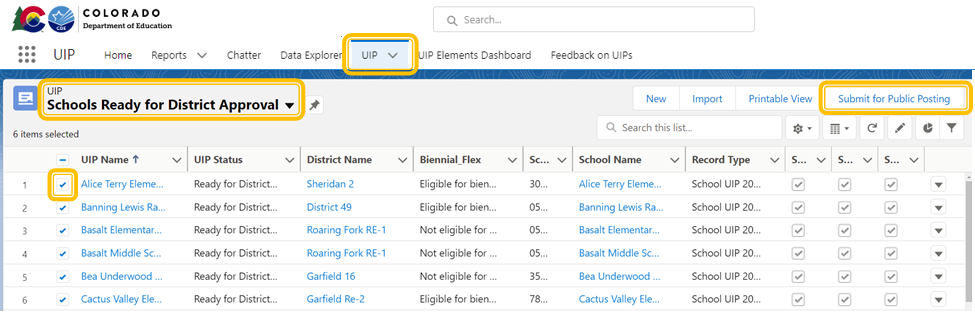 COLORADO
Department of Education
CDE
Search...
UIP
Home
Reports
Chatter
Data Explorer
UIP
UIP Elements Dashboard
Feedback on UIPs
UIP
Schools Ready for District Approval
New
Import
Printable View
Submit for Public Posting
6 items selected
Search this list...
UIP Name ↑ UIP Status District Name Biennial_Flex Sc... School Name Record Type S... S... S...
1 Alice Terry Eleme... Ready for District... Sheridan 2 Eligible for bien... 30... Alice Terry Eleme... School UIP 20...
2 Banning Lewis Ra... Ready for District... District 49 Eligible for bien... 05... Banning Lewis Ra... School UIP 20...
3 Basalt Elementar... Ready for District... Roaring Fork RE-1 Not eligible for ... 05... Basalt Elementar... School UIP 20...
4 Basalt Middle Sc... Ready for District... Roaring Fork RE-1 Not eligible for ... 05... Basalt Middle Sc... School UIP 20...
5 Bea Underwood ... Ready for District... Garfield 16 Not eligible for ... 35... Bea Underwood ... School UIP 20...
6 Cactus Valley Ele... Ready for District... Garfield Re-2 Eligible for bien... 78... Cactus Valley Ele... School UIP 20...